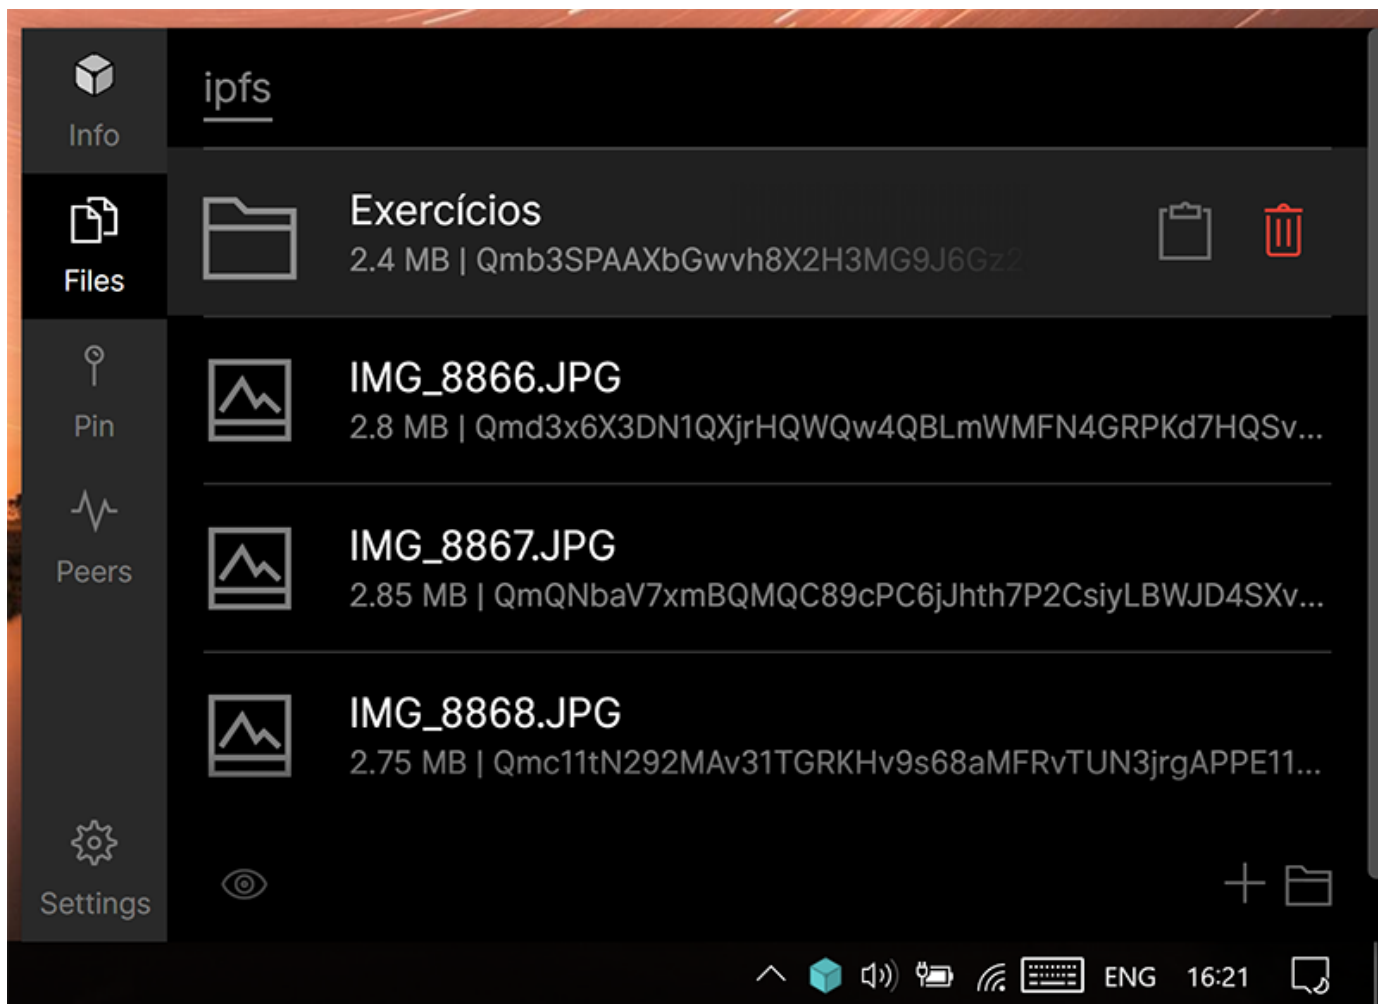 ipfs
Info
Files
Pin
Peers
Settings
Exercícios
2.4 MB | Qmb3SPAAXbGwvh8X2H3MG9J6Gz2
IMG_8866.JPG
2.8 MB | Qmd3x6X3DN1QXjrHQWQw4QBLmWMFN4GRPKd7HQSv...
IMG_8867.JPG
2.85 MB | QmQNbaV7xmBQMQC89cPC6jJhth7P2CsiyLBWJD4SXv...
IMG_8868.JPG
2.75 MB | Qmc11tN292MAv31TGRKHv9s68aMFRvTUN3jrgAPPE11...
ENG 16:21